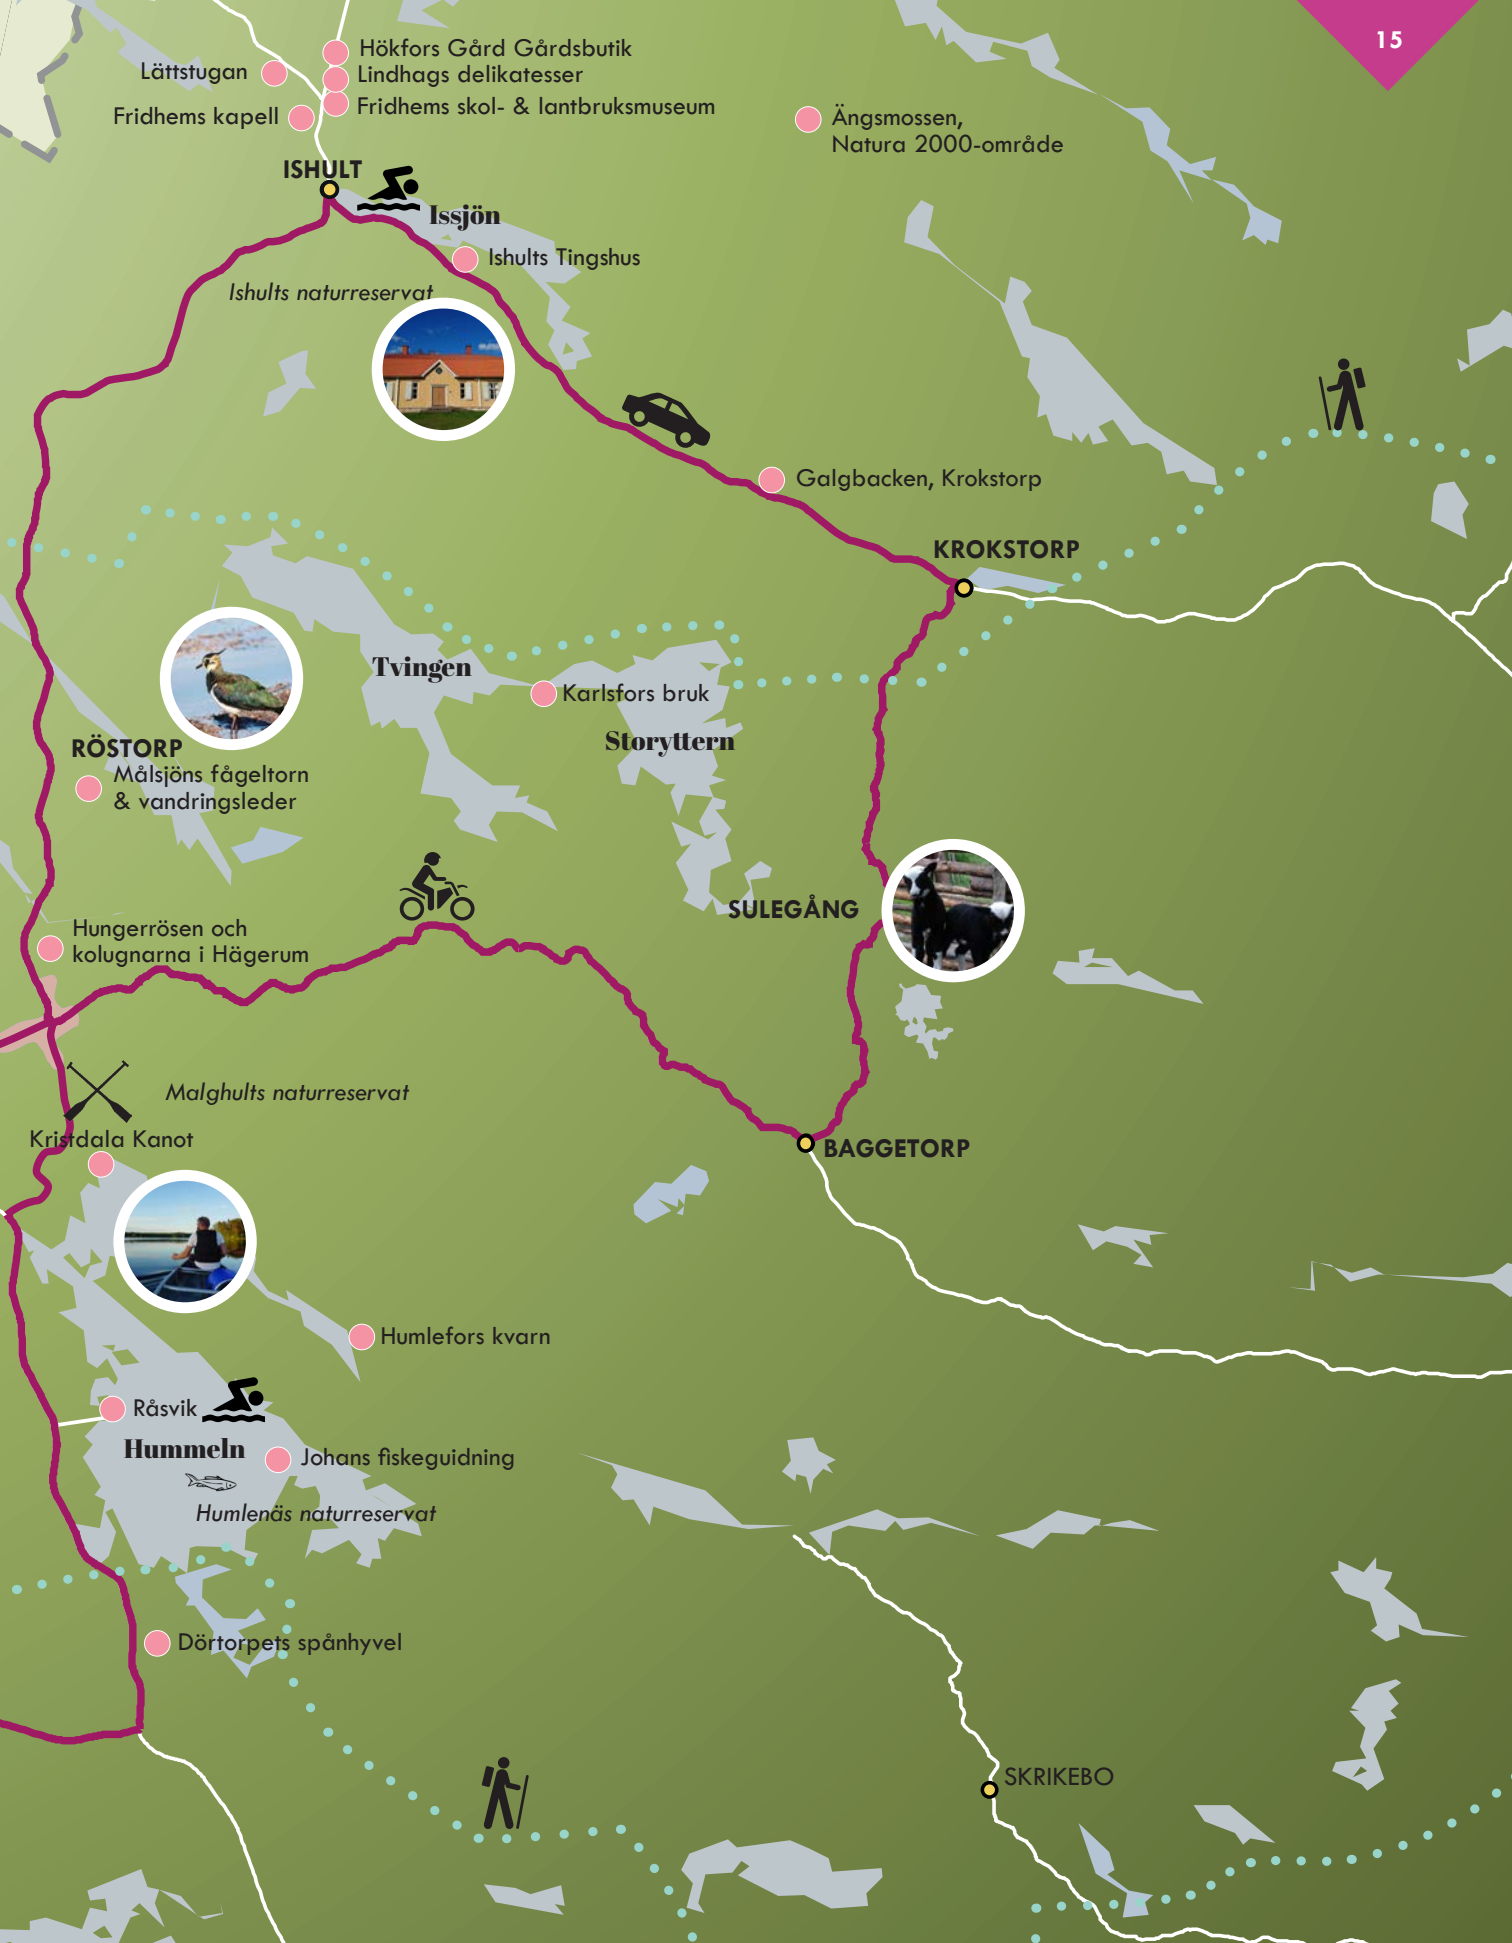 15
Hökfors Gård Gårdsbutik
Lättstugan
Lindhags delikatesser
Fridhems skol- & lantbruksmuseum
Fridhems kapell
Ängsmossen,
Natura 2000-område
ISHULT
Issjön
Ishults Tingshus
Ishults naturreservat
Galgbacken, Krokstorp
KROKSTORP
Tvingen
Karlsfors bruk
Storyttern
RÖSTORP
Målsjöns fågeltorn
& vandringsleder
SULEGÅNG
Hungerrösen och
kolugnarna i Hägerum
Malghults naturreservat
Kristdala Kanot
BAGGETORP
Humlefors kvarn
Råsvik
Hummeln
Johans fiskeguidning
Humlenäs naturreservat
Dörtorpets spånhyvel
SKRIKEBO